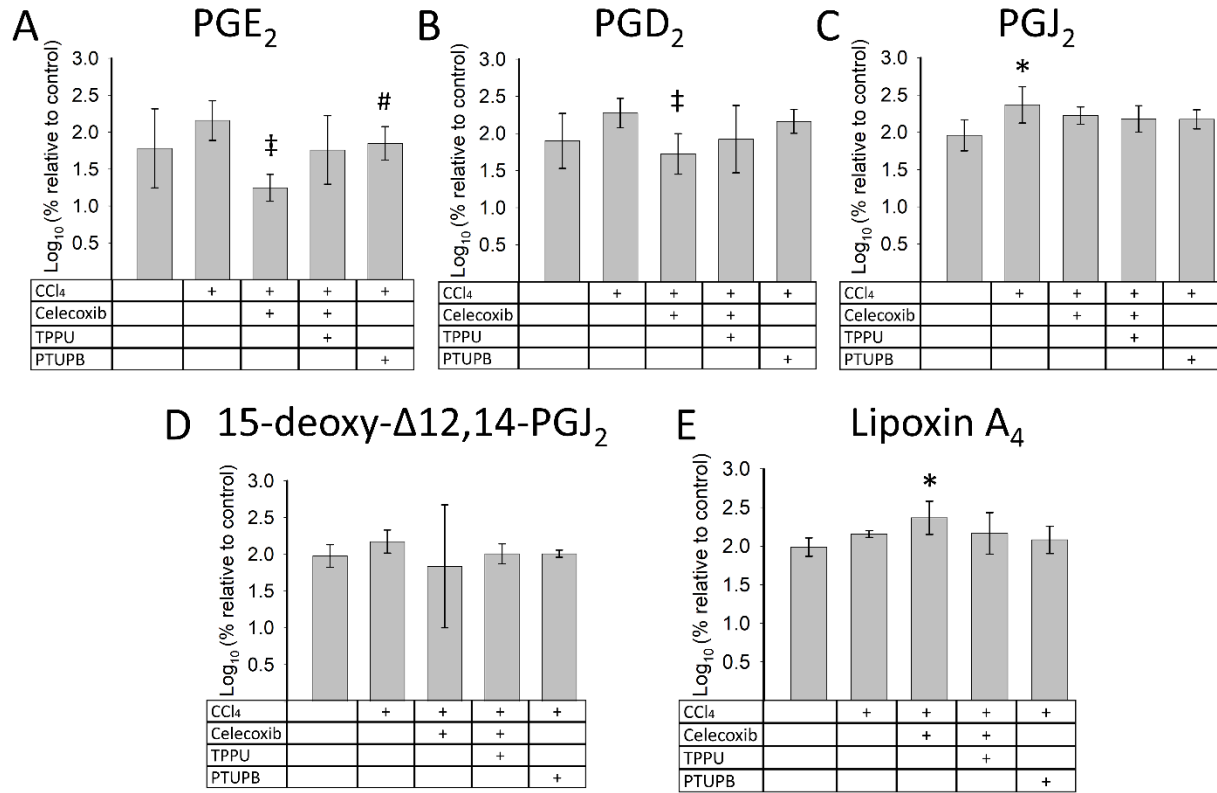 A PGE₂
Log₁₀ (% relative to control)
3.0
2.5
2.0
1.5
1.0
0.5
‡
#
CCl₄ + + + +
Celecoxib + +
TPPU +
PTUPB +
B PGD₂
Log₁₀ (% relative to control)
3.0
2.5
2.0
1.5
1.0
0.5
‡
CCl₄ + + + +
Celecoxib + +
TPPU +
PTUPB +
C PGJ₂
Log₁₀ (% relative to control)
3.0
2.5
2.0
1.5
1.0
0.5
*
CCl₄ + + + +
Celecoxib + +
TPPU +
PTUPB +
D 15-deoxy-Δ12,14-PGJ₂
Log₁₀ (% relative to control)
3.0
2.5
2.0
1.5
1.0
0.5
CCl₄ + + + +
Celecoxib + +
TPPU +
PTUPB +
E Lipoxin A₄
Log₁₀ (% relative to control)
3.0
2.5
2.0
1.5
1.0
0.5
*
CCl₄ + + + +
Celecoxib + +
TPPU +
PTUPB +